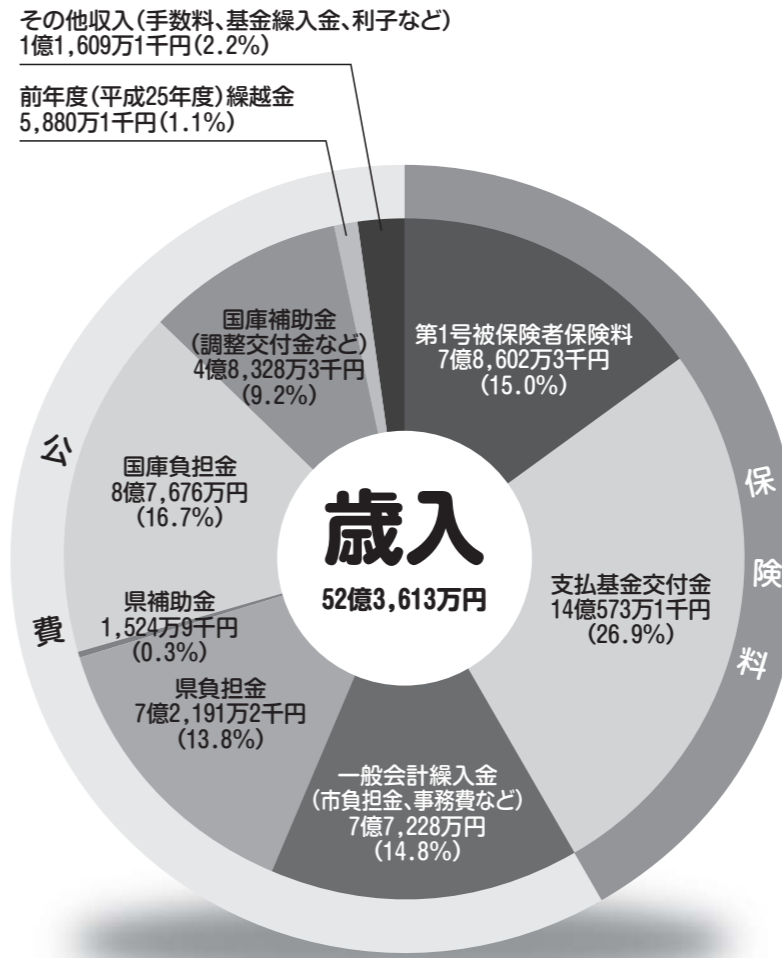 その他収入(手数料、基金繰入金、利子など)
1億1,609万1千円(2.2%)
前年度(平成25年度)繰越金
5,880万1千円(1.1%)
国庫補助金
(調整交付金など)
4億8,328万3千円
(9.2%)
第1号被保険者保険料
7億8,602万3千円
(15.0%)
公費
国庫負担金
8億7,676万円
(16.7%)
歳入
52億3,613万円
保険料
支払基金交付金
14億573万1千円
(26.9%)
県補助金
1,524万9千円
(0.3%)
県負担金
7億2,191万2千円
(13.8%)
一般会計繰入金
(市負担金、事務費など)
7億7,228万円
(14.8%)